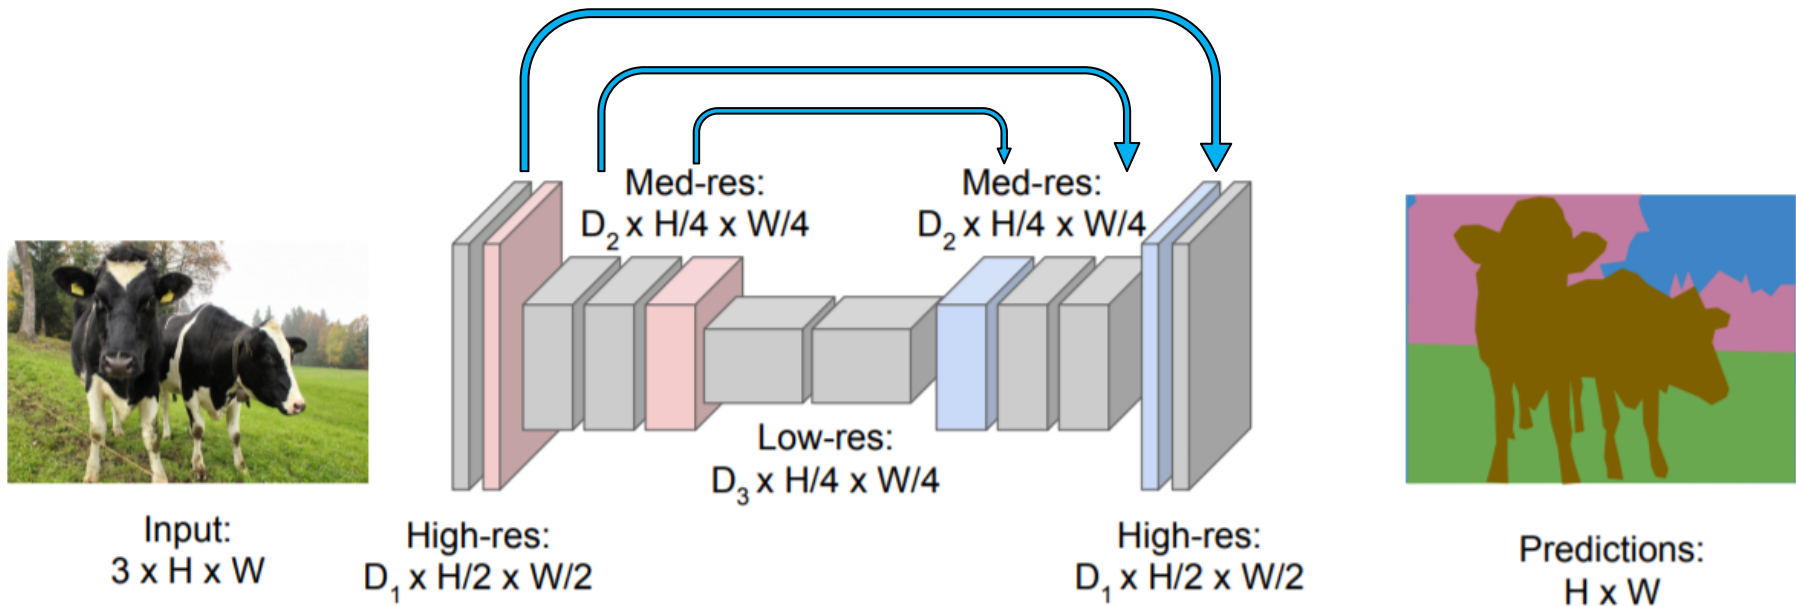 Med-res:
D₂ x H/4 x W/4
Med-res:
D₂ x H/4 x W/4
Low-res:
D₃ x H/4 x W/4
Input:
3 x H x W
High-res:
D₁ x H/2 x W/2
High-res:
D₁ x H/2 x W/2
Predictions:
H x W